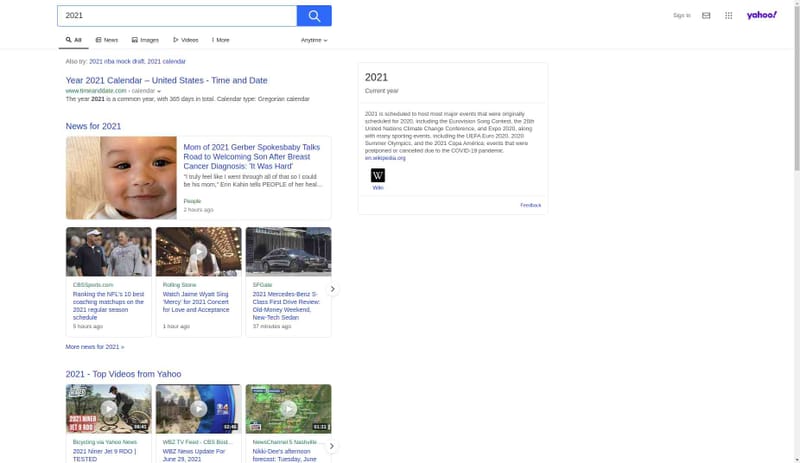 2021
Sign in
yahoo!
All
News
Images
Videos
More
Anytime
Also try: 2021 nba mock draft, 2021 calendar
Year 2021 Calendar – United States - Time and Date
www.timeanddate.com › calendar
The year 2021 is a common year, with 365 days in total. Calendar type: Gregorian calendar
News for 2021
Mom of 2021 Gerber Spokesbaby Talks
Road to Welcoming Son After Breast
Cancer Diagnosis: 'It Was Hard'
"I truly feel like I went through all of that so I could
be his mom," Erin Kahin tells PEOPLE of her heal…
People
2 hours ago
CBSSports.com
Ranking the NFL's 10 best
coaching matchups on the
2021 regular season
schedule
5 hours ago
Rolling Stone
Watch Jaime Wyatt Sing
'Mercy' for 2021 Concert
for Love and Acceptance
1 hour ago
SFGate
2021 Mercedes-Benz S-
Class First Drive Review:
Old-Money Weekend,
New-Tech Sedan
37 minutes ago
More news for 2021 »
2021 - Top Videos from Yahoo
2021 NINER
JET 9 RDO
Bicycling via Yahoo News
2021 Niner Jet 9 RDO |
TESTED
02:45
WBZ TV Feed - CBS Bost…
WBZ News Update For
June 29, 2021
01:31
NewsChannel 5 Nashville …
Nikki-Dee's afternoon
forecast: Tuesday, June
2021
Current year
2021 is scheduled to host most major events that were originally
scheduled for 2020, including the Eurovision Song Contest, the 26th
United Nations Climate Change Conference, and Expo 2020, along
with many sporting events, including the UEFA Euro 2020, 2020
Summer Olympics, and the 2021 Copa América; events that were
postponed or canceled due to the COVID-19 pandemic.
en.wikipedia.org
W
Wiki
Feedback